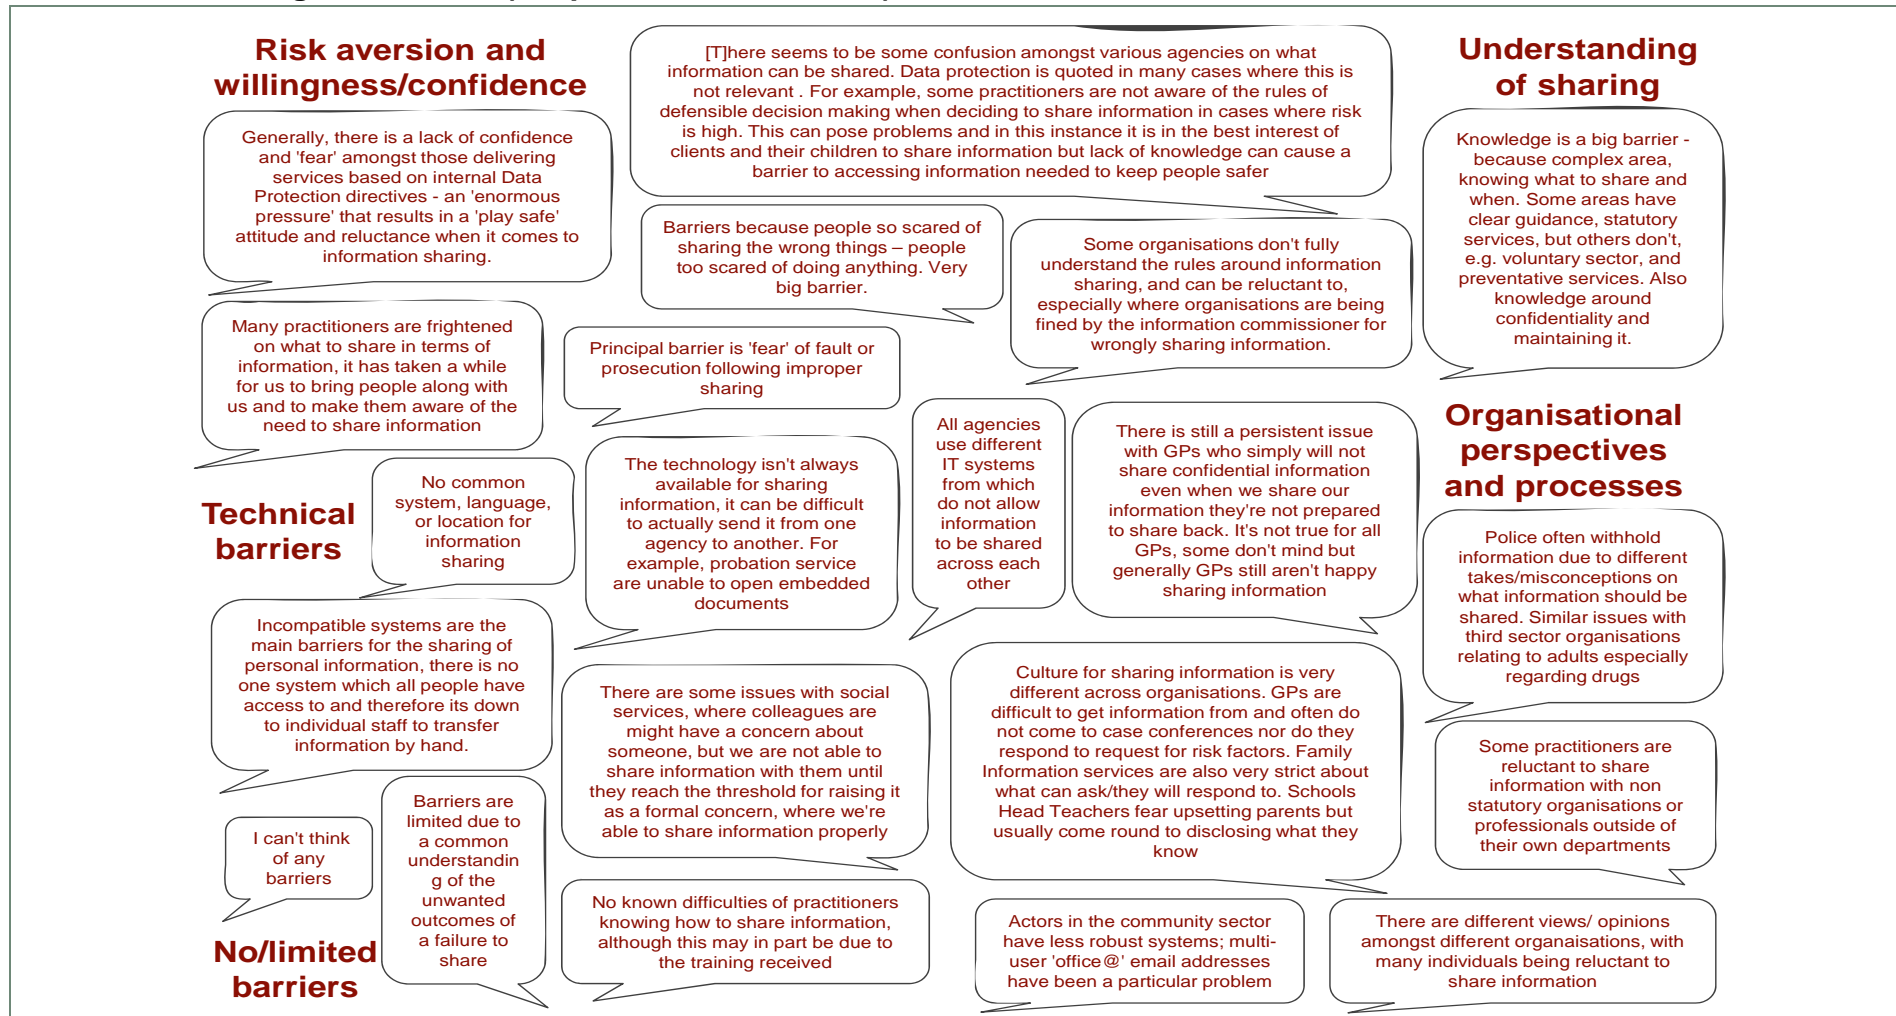 Risk aversion and
willingness/confidence
[T]here seems to be some confusion amongst various agencies on what
information can be shared. Data protection is quoted in many cases where this is
not relevant . For example, some practitioners are not aware of the rules of
defensible decision making when deciding to share information in cases where risk
is high. This can pose problems and in this instance it is in the best interest of
clients and their children to share information but lack of knowledge can cause a
barrier to accessing information needed to keep people safer
Understanding
of sharing
Generally, there is a lack of confidence
and 'fear' amongst those delivering
services based on internal Data
Protection directives - an 'enormous
pressure' that results in a 'play safe'
attitude and reluctance when it comes to
information sharing.
Barriers because people so scared of
sharing the wrong things – people
too scared of doing anything. Very
big barrier.
Some organisations don't fully
understand the rules around information
sharing, and can be reluctant to,
especially where organisations are being
fined by the information commissioner for
wrongly sharing information.
Knowledge is a big barrier -
because complex area,
knowing what to share and
when. Some areas have
clear guidance, statutory
services, but others don't,
e.g. voluntary sector, and
preventative services. Also
knowledge around
confidentiality and
maintaining it.
Many practitioners are frightened
on what to share in terms of
information, it has taken a while
for us to bring people along with
us and to make them aware of the
need to share information
Principal barrier is 'fear' of fault or
prosecution following improper
sharing
Technical
barriers
No common
system, language,
or location for
information
sharing
The technology isn't always
available for sharing
information, it can be difficult
to actually send it from one
agency to another. For
example, probation service
are unable to open embedded
documents
All agencies
use different
IT systems
from which
do not allow
information
to be shared
across each
other
There is still a persistent issue
with GPs who simply will not
share confidential information
even when we share our
information they're not prepared
to share back. It's not true for all
GPs, some don't mind but
generally GPs still aren't happy
sharing information
Organisational
perspectives
and processes
Police often withhold
information due to different
takes/misconceptions on
what information should be
shared. Similar issues with
third sector organisations
relating to adults especially
regarding drugs
Incompatible systems are the
main barriers for the sharing of
personal information, there is no
one system which all people have
access to and therefore its down
to individual staff to transfer
information by hand.
There are some issues with social
services, where colleagues are
might have a concern about
someone, but we are not able to
share information with them until
they reach the threshold for raising it
as a formal concern, where we're
able to share information properly
Culture for sharing information is very
different across organisations. GPs are
difficult to get information from and often do
not come to case conferences nor do they
respond to request for risk factors. Family
Information services are also very strict about
what can ask/they will respond to. Schools
Head Teachers fear upsetting parents but
usually come round to disclosing what they
know
Some practitioners are
reluctant to share
information with non
statutory organisations or
professionals outside of
their own departments
I can't think
of any
barriers
Barriers are
limited due to
a common
understandin
g of the
unwanted
outcomes of
a failure to
share
No/limited
barriers
No known difficulties of practitioners
knowing how to share information,
although this may in part be due to
the training received
Actors in the community sector
have less robust systems; multi-
user 'office@' email addresses
have been a particular problem
There are different views/ opinions
amongst different organaisations, with
many individuals being reluctant to
share information